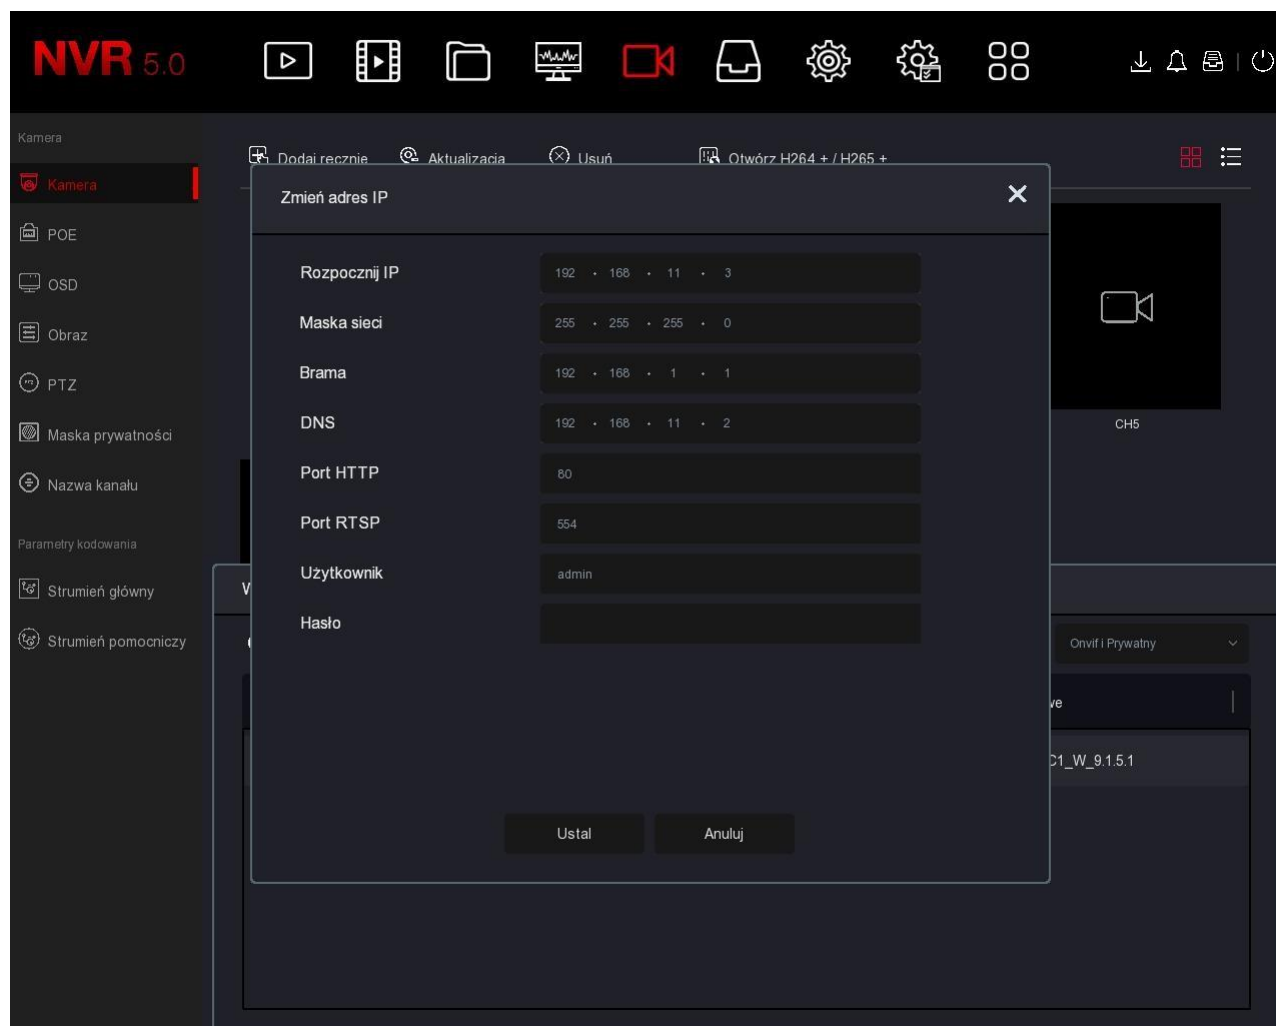 NVR 5.0
Kamera
Dodaj recznie Aktualizacja Usuń Otwórz H264 + / H265 +
Kamera
Zmień adres IP
POE
Rozpocznij IP 192 . 168 . 11 . 3
OSD
Maska sieci 255 . 255 . 255 . 0
Obraz
Brama 192 . 168 . 1 . 1
PTZ
DNS 192 . 168 . 11 . 2
CH5
Maska prywatności
Port HTTP 80
Nazwa kanału
Port RTSP 554
Parametry kodowania
Użytkownik admin
Strumień główny
Hasło
Strumień pomocniczy
Onvif i Prywatny
we
C1_W_9.1.5.1
Ustal Anuluj